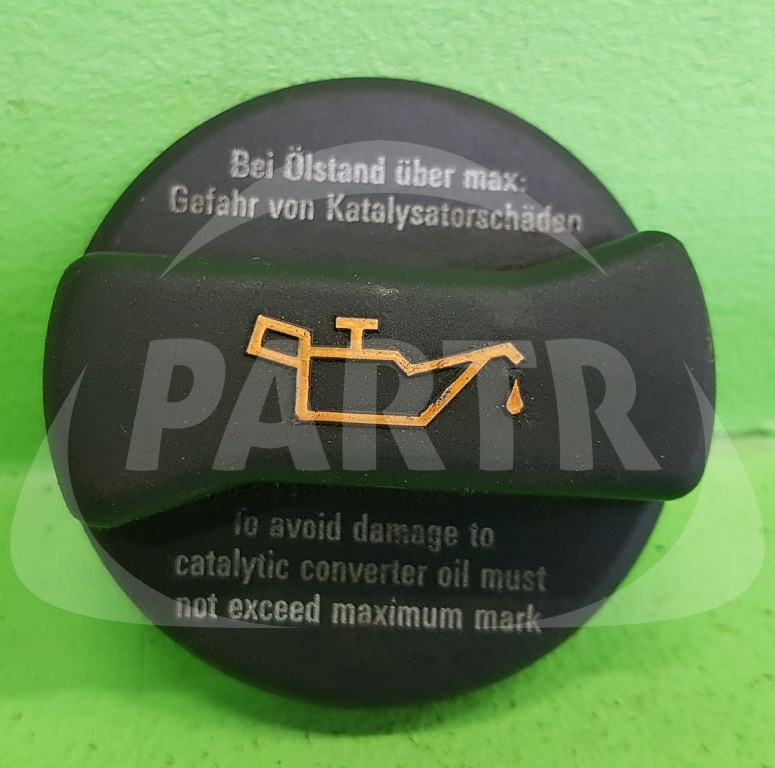 Bei Ölstand über max:
Gefahr von Katalysatorschäden
PARTR
To avoid damage to
catalytic converter oil must
not exceed maximum mark